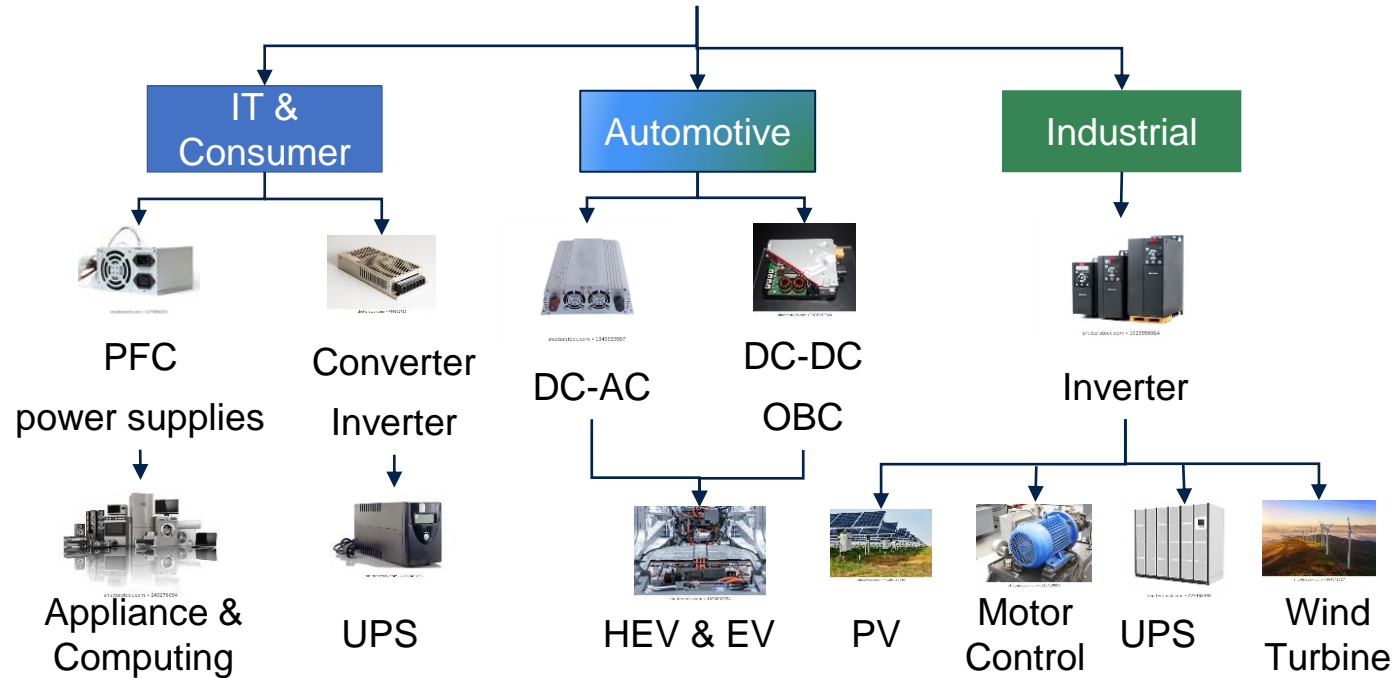 IT &
Consumer
Automotive
Industrial
PFC
power supplies
Converter
Inverter
DC-AC
DC-DC
OBC
Inverter
Appliance &
Computing
UPS
HEV & EV
PV
Motor
Control
UPS
Wind
Turbine